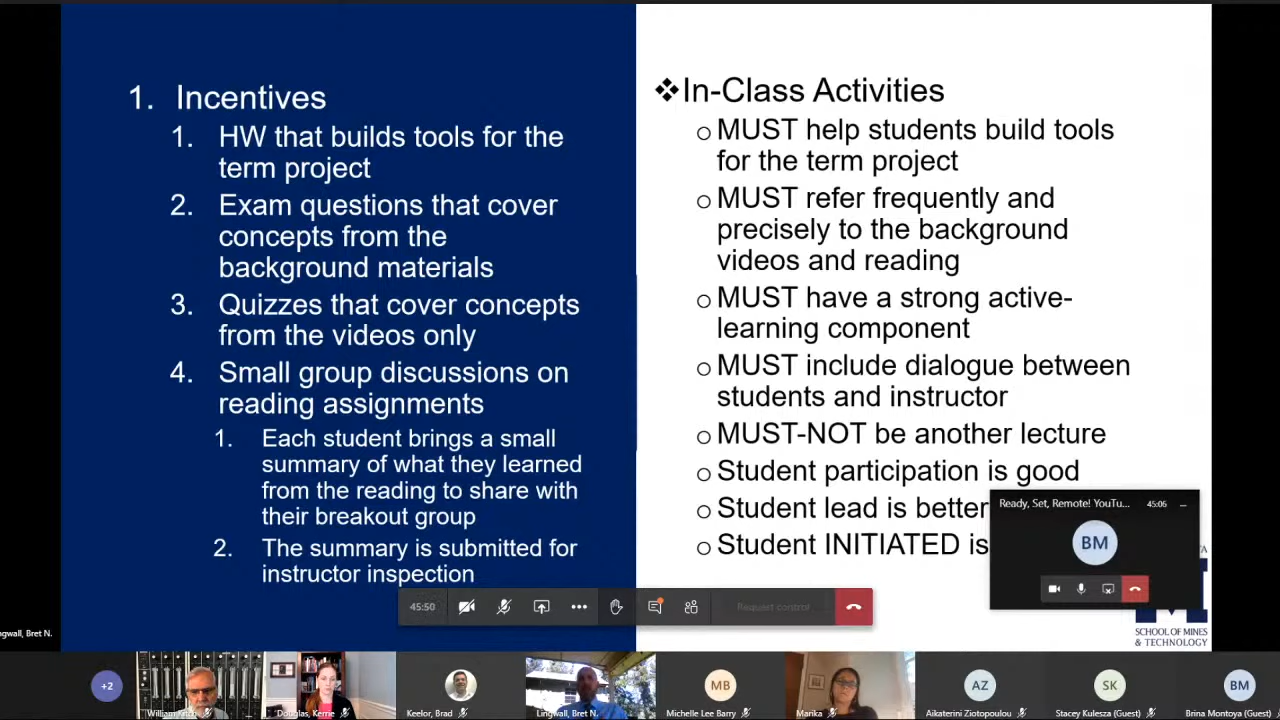 1. Incentives
1. HW that builds tools for the
term project
2. Exam questions that cover
concepts from the
background materials
3. Quizzes that cover concepts
from the videos only
4. Small group discussions on
reading assignments
1. Each student brings a small
summary of what they learned
from the reading to share with
their breakout group
2. The summary is submitted for
instructor inspection
❖In-Class Activities
o MUST help students build tools
for the term project
o MUST refer frequently and
precisely to the background
videos and reading
o MUST have a strong active-
learning component
o MUST include dialogue between
students and instructor
o MUST-NOT be another lecture
o Student participation is good
o Student lead is better
o Student INITIATED is
Ready, Set, Remote! YouTu... 45:05
BM
45:50
Request control
SCHOOL OF MINES
& TECHNOLOGY
ngwall, Bret N.
+2
William
Douglas, Kerrie
Keelor, Brad
Lingwall, Bret N.
MB
Michelle Lee Barry
Marika
AZ
Aikaterini Ziotopoulou
SK
Stacey Kulesza (Guest)
BM
Brina Montoya (Guest)